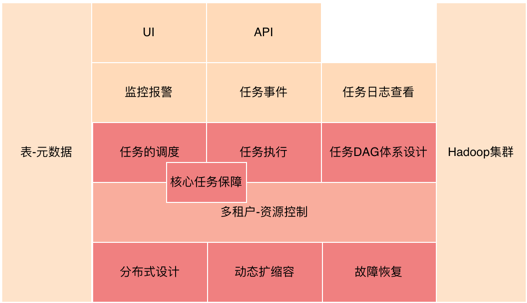 UI
API
监控报警
任务事件
任务日志查看
表-元数据
任务的调度
任务执行
任务DAG体系设计
Hadoop集群
核心任务保障
多租户-资源控制
分布式设计
动态扩缩容
故障恢复